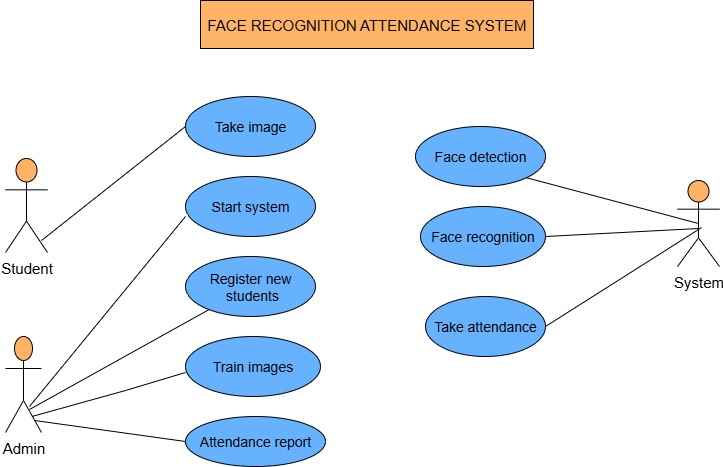 FACE RECOGNITION ATTENDANCE SYSTEM
Take image
Face detection
Start system
Face recognition
Student
System
Register new
students
Take attendance
Train images
Admin
Attendance report